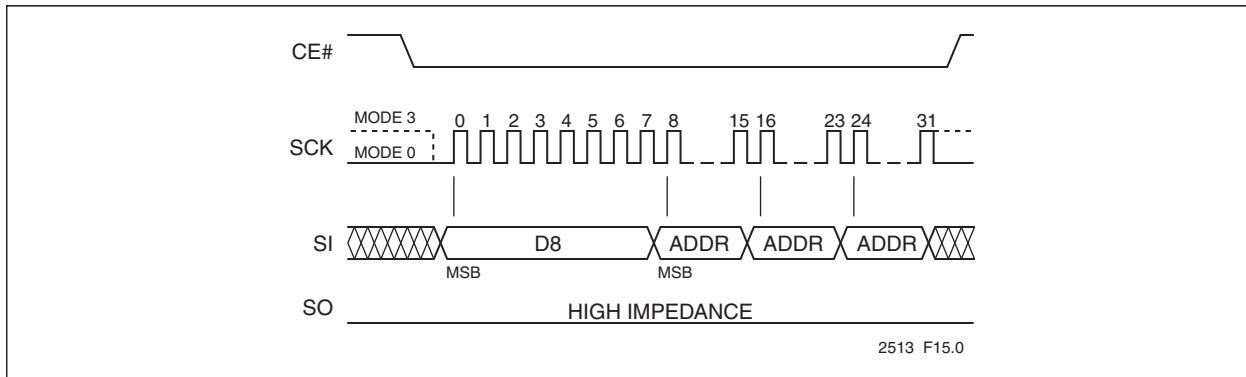 CE#
MODE 3
0 1 2 3 4 5 6 7 8 15 16 23 24 31
SCK
MODE 0
SI
D8 ADDR ADDR ADDR
MSB MSB
SO
HIGH IMPEDANCE
2513 F15.0